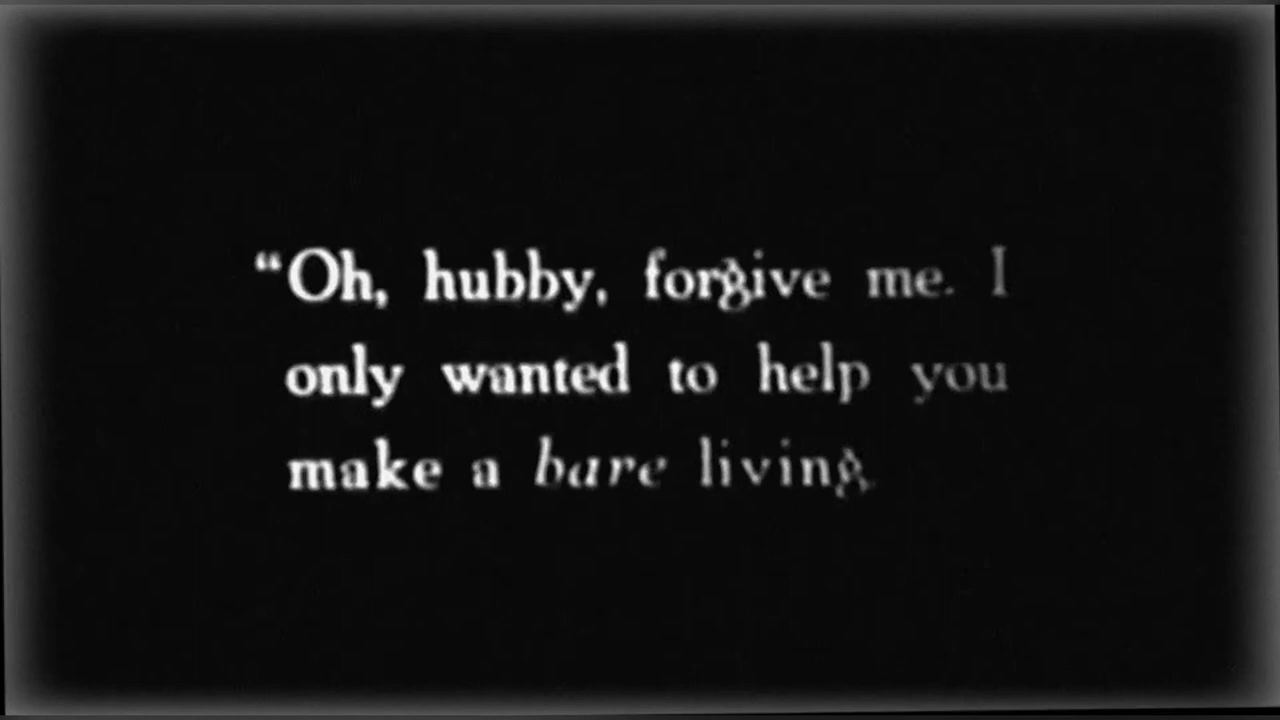 “Oh, hubby, forgive me. I
only wanted to help you
make a bare living.